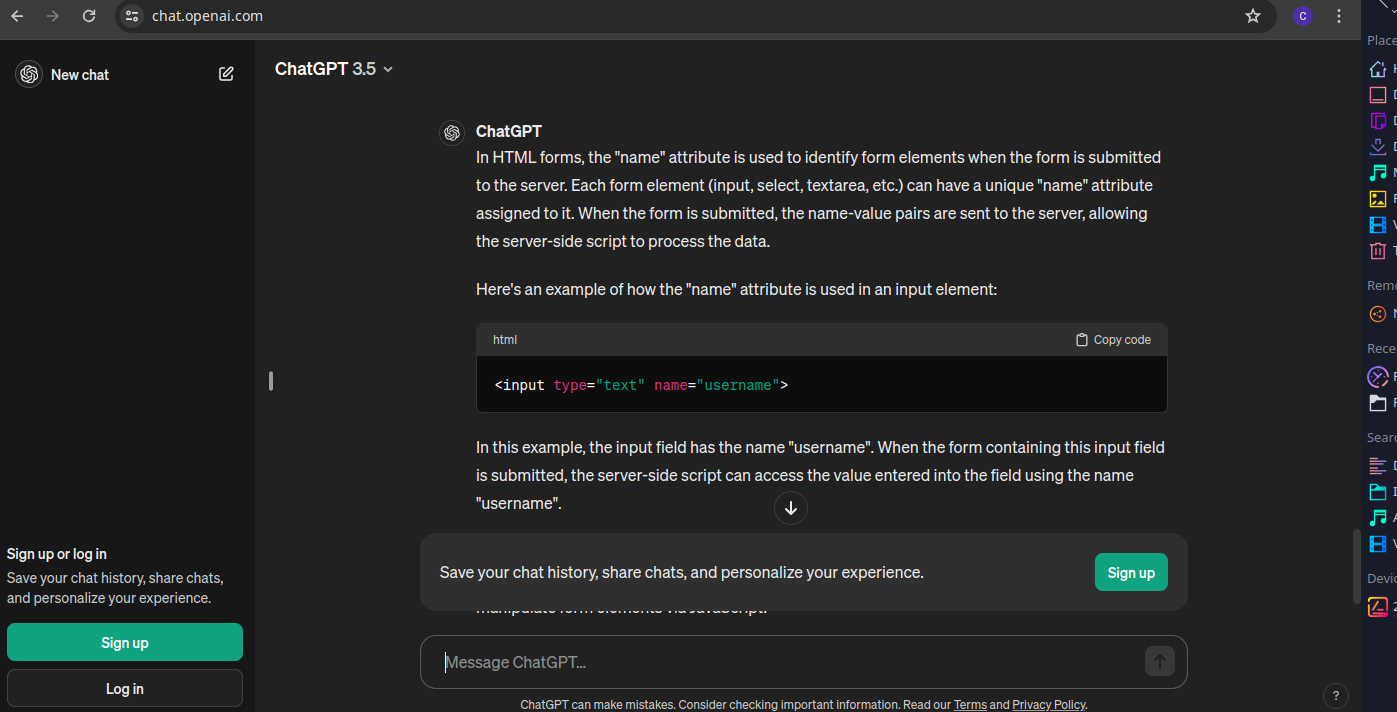 chat.openai.com
C
New chat
ChatGPT 3.5
ChatGPT
In HTML forms, the "name" attribute is used to identify form elements when the form is submitted
to the server. Each form element (input, select, textarea, etc.) can have a unique "name" attribute
assigned to it. When the form is submitted, the name-value pairs are sent to the server, allowing
the server-side script to process the data.
Here's an example of how the "name" attribute is used in an input element:
html
Copy code
<input type="text" name="username">
In this example, the input field has the name "username". When the form containing this input field
is submitted, the server-side script can access the value entered into the field using the name
"username".
Sign up or log in
Save your chat history, share chats,
and personalize your experience.
Sign up
Log in
Save your chat history, share chats, and personalize your experience.
Sign up
manipulate form elements via JavaScript.
Message ChatGPT...
ChatGPT can make mistakes. Consider checking important information. Read our Terms and Privacy Policy.
?
Place
Remo
Rece
Searc
Devic